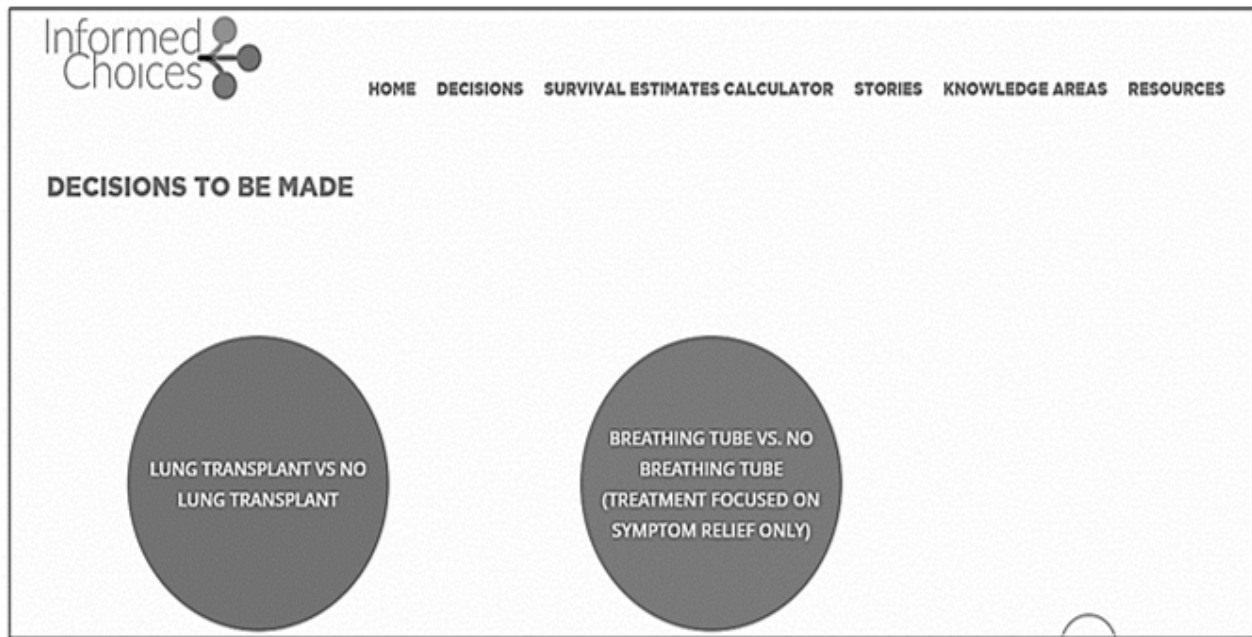 Informed
Choices
HOME DECISIONS SURVIVAL ESTIMATES CALCULATOR STORIES KNOWLEDGE AREAS RESOURCES
DECISIONS TO BE MADE
LUNG TRANSPLANT VS NO
LUNG TRANSPLANT
BREATHING TUBE VS. NO
BREATHING TUBE
(TREATMENT FOCUSED ON
SYMPTOM RELIEF ONLY)